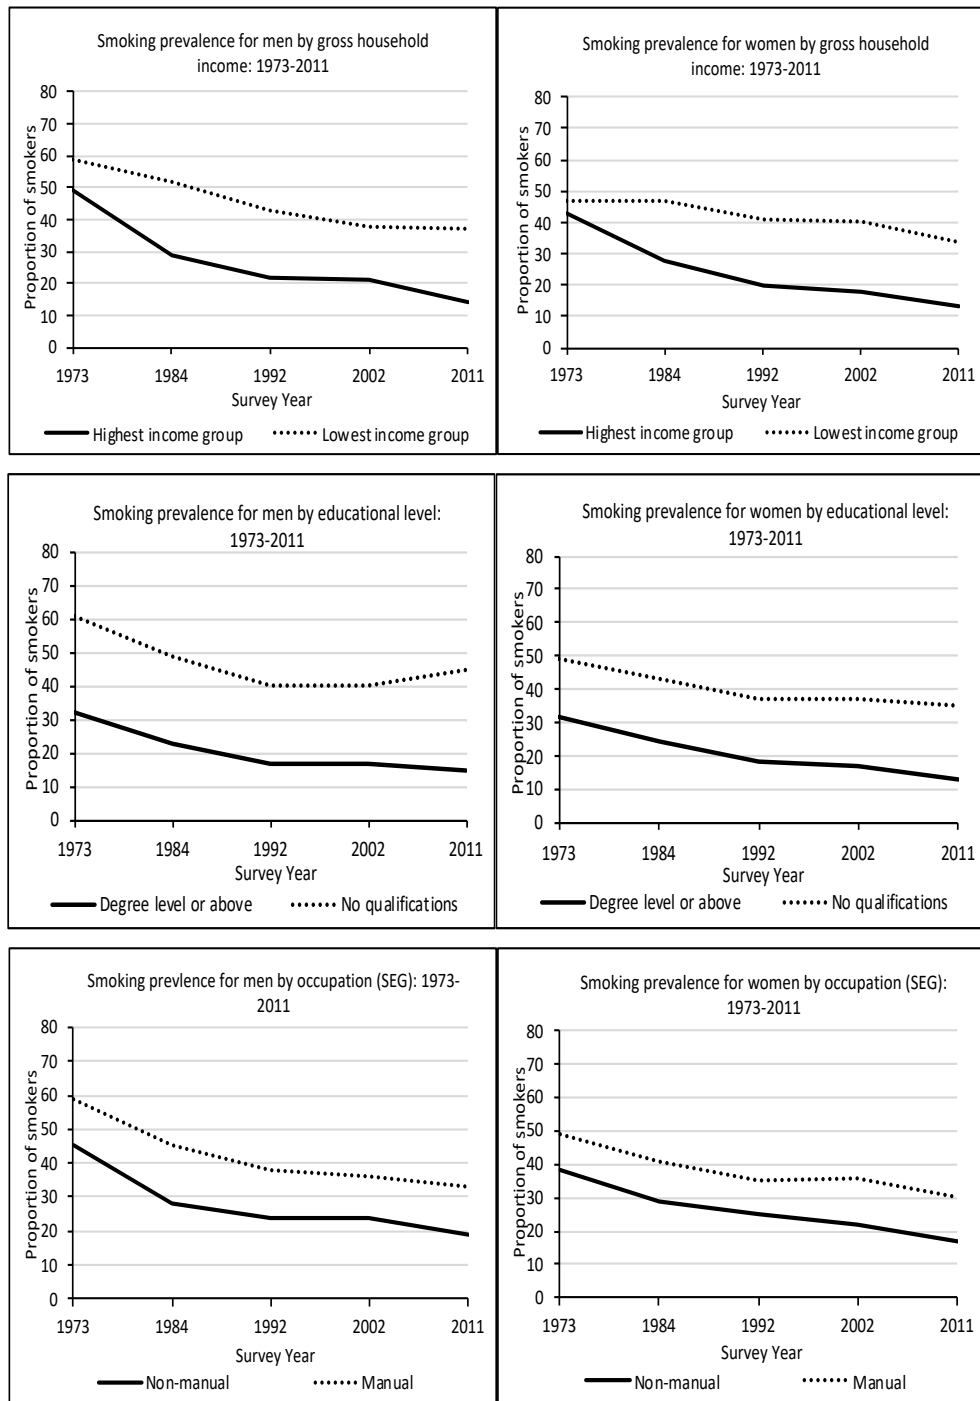 Smoking prevalence for men by gross household
income: 1973-2011
Proportion of smokers
80
70
60
50
40
30
20
10
0
1973 1984 1992 2002 2011
Survey Year
Highest income group Lowest income group
Smoking prevalence for women by gross household
income: 1973-2011
Proportion of smokers
80
70
60
50
40
30
20
10
0
1973 1984 1992 2002 2011
Survey Year
Highest income group Lowest income group
Smoking prevalence for men by educational level:
1973-2011
Proportion of smokers
80
70
60
50
40
30
20
10
0
1973 1984 1992 2002 2011
Survey Year
Degree level or above No qualifications
Smoking prevalence for women by educational level:
1973-2011
Proportion of smokers
80
70
60
50
40
30
20
10
0
1973 1984 1992 2002 2011
Survey Year
Degree level or above No qualifications
Smoking prevlence for men by occupation (SEG): 1973-
2011
Proportion of smokers
80
70
60
50
40
30
20
10
0
1973 1984 1992 2002 2011
Survey Year
Non-manual Manual
Smoking prevalence for women by occupation (SEG):
1973-2011
Proportion of smokers
80
70
60
50
40
30
20
10
0
1973 1984 1992 2002 2011
Survey Year
Non-manual Manual